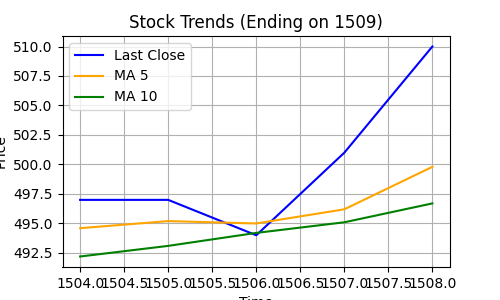 Stock Trends (Ending on 1509)
Last Close
MA 5
MA 10
510.0
507.5
505.0
502.5
500.0
497.5
495.0
492.5
Price
1504.0 1504.5 1505.0 1505.5 1506.0 1506.5 1507.0 1507.5 1508.0
Time